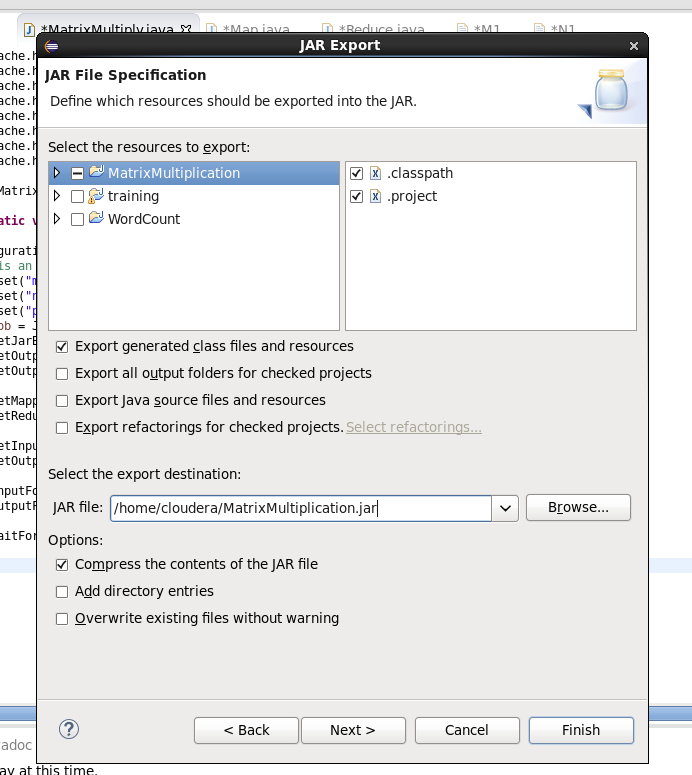 *MatrixMultiply.java *Map.java *Reduce.java *M1 *N1
JAR Export
JAR File Specification
Define which resources should be exported into the JAR.
Select the resources to export:
MatrixMultiplication
training
WordCount
.classpath
.project
Export generated class files and resources
Export all output folders for checked projects
Export Java source files and resources
Export refactorings for checked projects. Select refactorings...
Select the export destination:
JAR file: /home/cloudera/MatrixMultiplication.jar Browse...
Options:
Compress the contents of the JAR file
Add directory entries
Overwrite existing files without warning
? < Back Next > Cancel Finish
ache.h
ache.h
ache.h
ache.h
ache.h
ache.h
ache.h
ache.h
Matrix
atic v
gurati
is an
set("m
set("n
set("p
ob = J
etJarB
etOutp
etOutp
etMapp
etRedu
etInpu
etOutp
nputFo
utputF
aitFor
radoc
ay at this time.